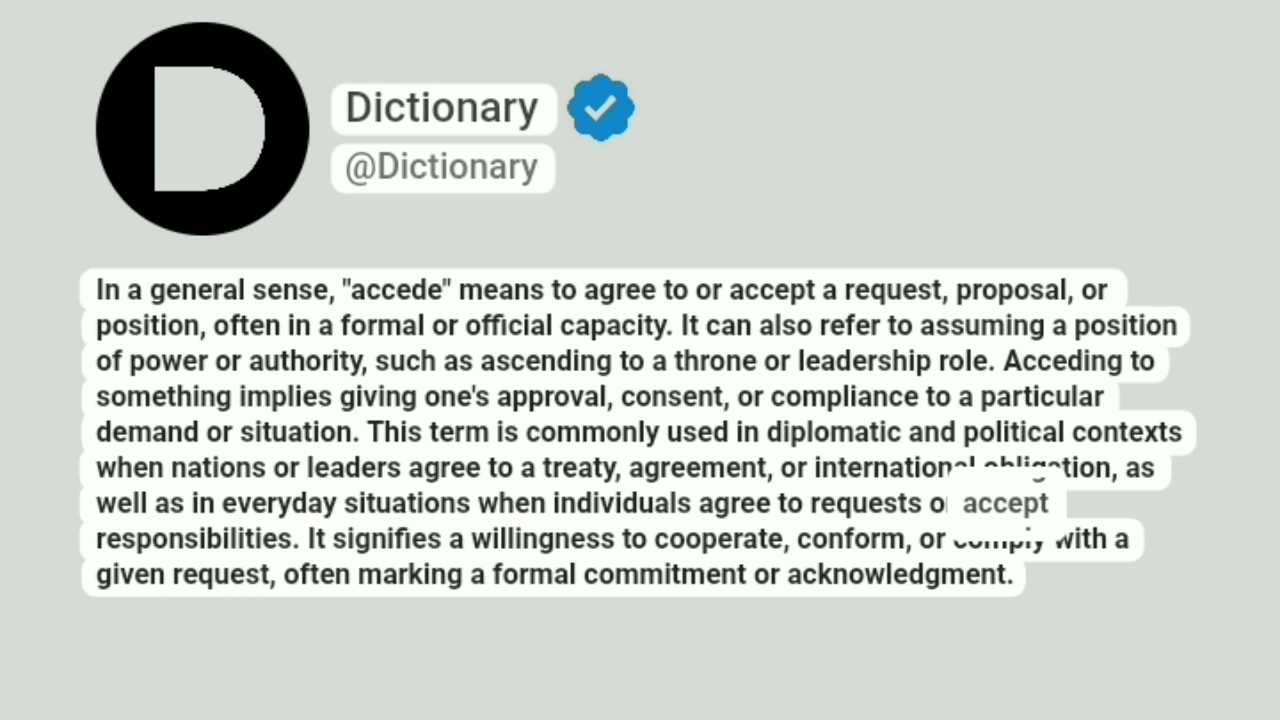 D
Dictionary
@Dictionary
In a general sense, "accede" means to agree to or accept a request, proposal, or
position, often in a formal or official capacity. It can also refer to assuming a position
of power or authority, such as ascending to a throne or leadership role. Acceding to
something implies giving one's approval, consent, or compliance to a particular
demand or situation. This term is commonly used in diplomatic and political contexts
when nations or leaders agree to a treaty, agreement, or international obligation, as
well as in everyday situations when individuals agree to requests or accept
responsibilities. It signifies a willingness to cooperate, conform, or comply with a
given request, often marking a formal commitment or acknowledgment.